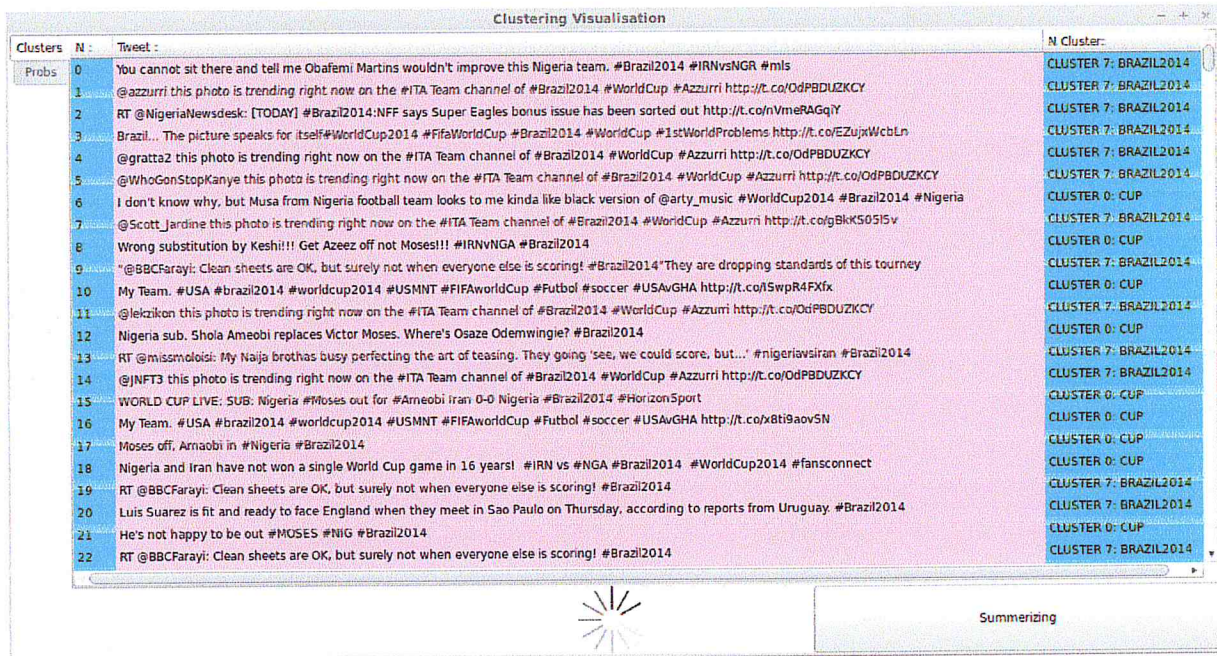 Clustering Visualisation
Clusters N : Tweet : N Cluster:
Probs
0 You cannot sit there and tell me Obafemi Martins wouldn't improve this Nigeria team. #Brazil2014 #IRNvsNGR #mls CLUSTER 7: BRAZIL2014
1 @azzurri this photo is trending right now on the #ITA Team channel of #Brazil2014 #WorldCup #Azzurri http://t.co/OdPBDUZKCY CLUSTER 7: BRAZIL2014
2 RT @NigeriaNewsdesk: [TODAY] #Brazil2014:NFF says Super Eagles bonus issue has been sorted out http://t.co/nVmeRAGqiY CLUSTER 7: BRAZIL2014
3 Brazil... The picture speaks for itself#WorldCup2014 #FifaWorldCup #Brazil2014 #WorldCup #1stWorldProblems http://t.co/EZujxWcbLn CLUSTER 7: BRAZIL2014
4 @gratta2 this photo is trending right now on the #ITA Team channel of #Brazil2014 #WorldCup #Azzurri http://t.co/OdPBDUZKCY CLUSTER 7: BRAZIL2014
5 @WhoGonStopKanye this photo is trending right now on the #ITA Team channel of #Brazil2014 #WorldCup #Azzurri http://t.co/OdPBDUZKCY CLUSTER 7: BRAZIL2014
6 I don't know why, but Musa from Nigeria football team looks to me kinda like black version of @arty_music #WorldCup2014 #Brazil2014 #Nigeria CLUSTER 0: CUP
7 @Scott_Jardine this photo is trending right now on the #ITA Team channel of #Brazil2014 #WorldCup #Azzurri http://t.co/gBkKS05I5v CLUSTER 7: BRAZIL2014
8 Wrong substitution by Keshi!!! Get Azeez off not Moses!!! #IRNvNGA #Brazil2014 CLUSTER 0: CUP
9 "@BBCFarayi: Clean sheets are OK, but surely not when everyone else is scoring! #Brazil2014"They are dropping standards of this tourney CLUSTER 7: BRAZIL2014
10 My Team. #USA #brazil2014 #worldcup2014 #USMNT #FIFAworldCup #Futbol #soccer #USAvGHA http://t.co/ISwpR4FXfx CLUSTER 0: CUP
11 @lekzikon this photo is trending right now on the #ITA Team channel of #Brazil2014 #WorldCup #Azzurri http://t.co/OdPBDUZKCY CLUSTER 7: BRAZIL2014
12 Nigeria sub. Shola Ameobi replaces Victor Moses. Where's Osaze Odemwingie? #Brazil2014 CLUSTER 0: CUP
13 RT @missmoloisi: My Naija brothas busy perfecting the art of teasing. They going 'see, we could score, but...' #nigeriavsiran #Brazil2014 CLUSTER 7: BRAZIL2014
14 @JNFT3 this photo is trending right now on the #ITA Team channel of #Brazil2014 #WorldCup #Azzurri http://t.co/OdPBDUZKCY CLUSTER 7: BRAZIL2014
15 WORLD CUP LIVE: SUB: Nigeria #Moses out for #Ameobi Iran 0-0 Nigeria #Brazil2014 #HorizonSport CLUSTER 0: CUP
16 My Team. #USA #brazil2014 #worldcup2014 #USMNT #FIFAworldCup #Futbol #soccer #USAvGHA http://t.co/x8ti9aovSN CLUSTER 0: CUP
17 Moses off, Amaobi in #Nigeria #Brazil2014 CLUSTER 0: CUP
18 Nigeria and Iran have not won a single World Cup game in 16 years! #IRN vs #NGA #Brazil2014 #WorldCup2014 #fansconnect CLUSTER 0: CUP
19 RT @BBCFarayi: Clean sheets are OK, but surely not when everyone else is scoring! #Brazil2014 CLUSTER 7: BRAZIL2014
20 Luis Suarez is fit and ready to face England when they meet in Sao Paulo on Thursday, according to reports from Uruguay. #Brazil2014 CLUSTER 7: BRAZIL2014
21 He's not happy to be out #MOSES #NIG #Brazil2014 CLUSTER 0: CUP
22 RT @BBCFarayi: Clean sheets are OK, but surely not when everyone else is scoring! #Brazil2014 CLUSTER 7: BRAZIL2014
Summerizing